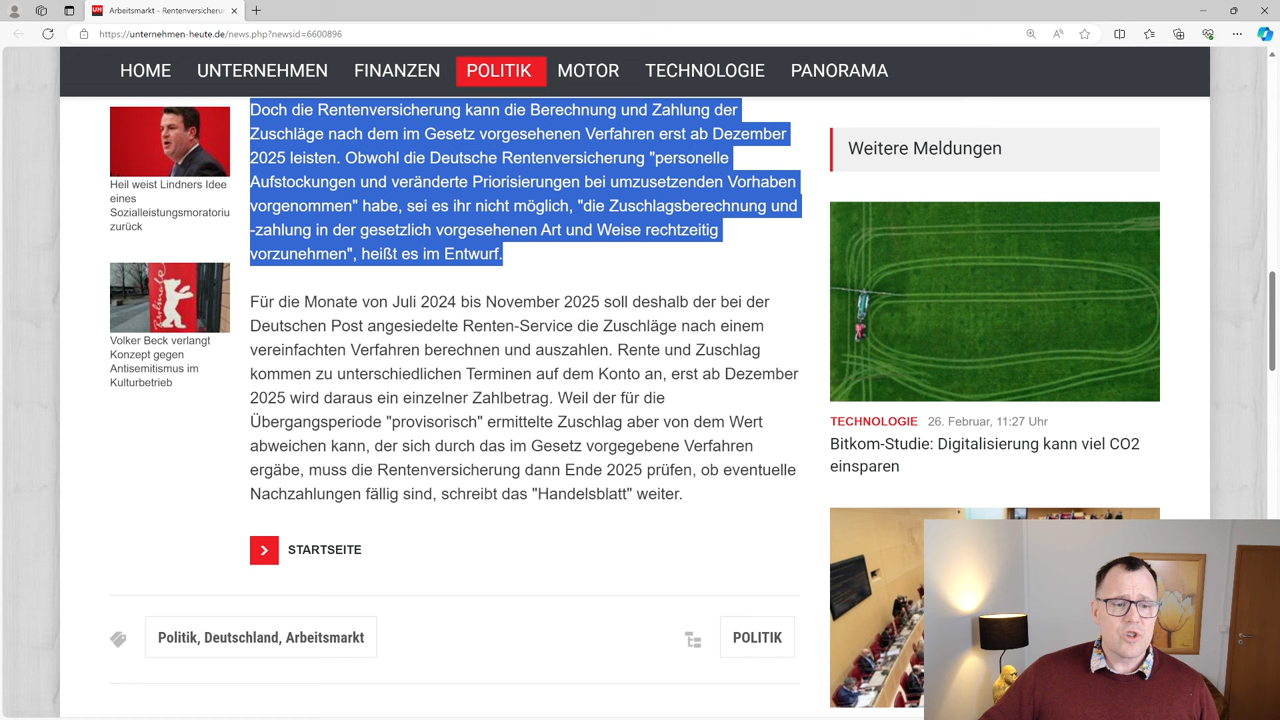 Arbeitsmarkt - Rentenversicheru
https://unternehmen-heute.de/news.php?newsid=6600896
HOME UNTERNEHMEN FINANZEN POLITIK MOTOR TECHNOLOGIE PANORAMA
Heil weist Lindners Idee
eines
Sozialleistungsmoratoriu
zurück
Berlinale
Volker Beck verlangt
Konzept gegen
Antisemitismus im
Kulturbetrieb
Doch die Rentenversicherung kann die Berechnung und Zahlung der
Zuschläge nach dem im Gesetz vorgesehenen Verfahren erst ab Dezember
2025 leisten. Obwohl die Deutsche Rentenversicherung "personelle
Aufstockungen und veränderte Priorisierungen bei umzusetzenden Vorhaben
vorgenommen" habe, sei es ihr nicht möglich, "die Zuschlagsberechnung und
-zahlung in der gesetzlich vorgesehenen Art und Weise rechtzeitig
vorzunehmen", heißt es im Entwurf.
Für die Monate von Juli 2024 bis November 2025 soll deshalb der bei der
Deutschen Post angesiedelte Renten-Service die Zuschläge nach einem
vereinfachten Verfahren berechnen und auszahlen. Rente und Zuschlag
kommen zu unterschiedlichen Terminen auf dem Konto an, erst ab Dezember
2025 wird daraus ein einzelner Zahlbetrag. Weil der für die
Übergangsperiode "provisorisch" ermittelte Zuschlag aber von dem Wert
abweichen kann, der sich durch das im Gesetz vorgegebene Verfahren
ergäbe, muss die Rentenversicherung dann Ende 2025 prüfen, ob eventuelle
Nachzahlungen fällig sind, schreibt das "Handelsblatt" weiter.
STARTSEITE
Politik, Deutschland, Arbeitsmarkt
POLITIK
Weitere Meldungen
TECHNOLOGIE 26. Februar, 11:27 Uhr
Bitkom-Studie: Digitalisierung kann viel CO2
einsparen